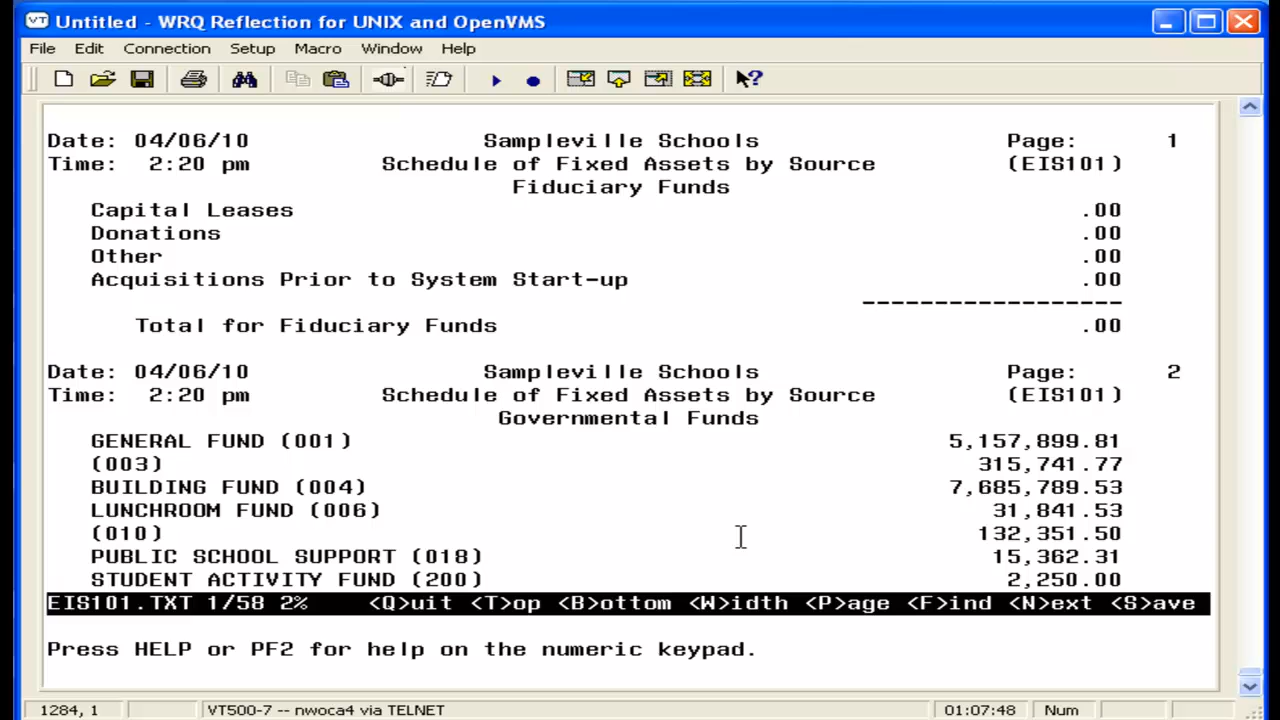 Untitled - WRQ Reflection for UNIX and OpenVMS
File Edit Connection Setup Macro Window Help
Date: 04/06/10 Sampleville Schools Page: 1
Time: 2:20 pm Schedule of Fixed Assets by Source (EIS101)
Fiduciary Funds
Capital Leases .00
Donations .00
Other .00
Acquisitions Prior to System Start-up .00
------------------
Total for Fiduciary Funds .00
Date: 04/06/10 Sampleville Schools Page: 2
Time: 2:20 pm Schedule of Fixed Assets by Source (EIS101)
Governmental Funds
GENERAL FUND (001) 5,157,899.81
(003) 315,741.77
BUILDING FUND (004) 7,685,789.53
LUNCHROOM FUND (006) 31,841.53
(010) 132,351.50
PUBLIC SCHOOL SUPPORT (018) 15,362.31
STUDENT ACTIVITY FUND (200) 2,250.00
EIS101.TXT 1/58 2% <Q>uit <T>op <B>ottom <W>idth <P>age <F>ind <N>ext <S>ave
Press HELP or PF2 for help on the numeric keypad.
1284, 1 VT500-7 -- nwoca4 via TELNET 01:07:48 Num